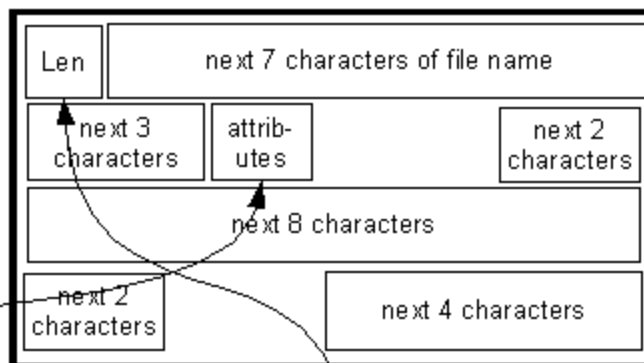 Len
next 7 characters of file name
next 3
characters
attrib-
utes
next 2
characters
next 8 characters
next 2
characters
next 4 characters